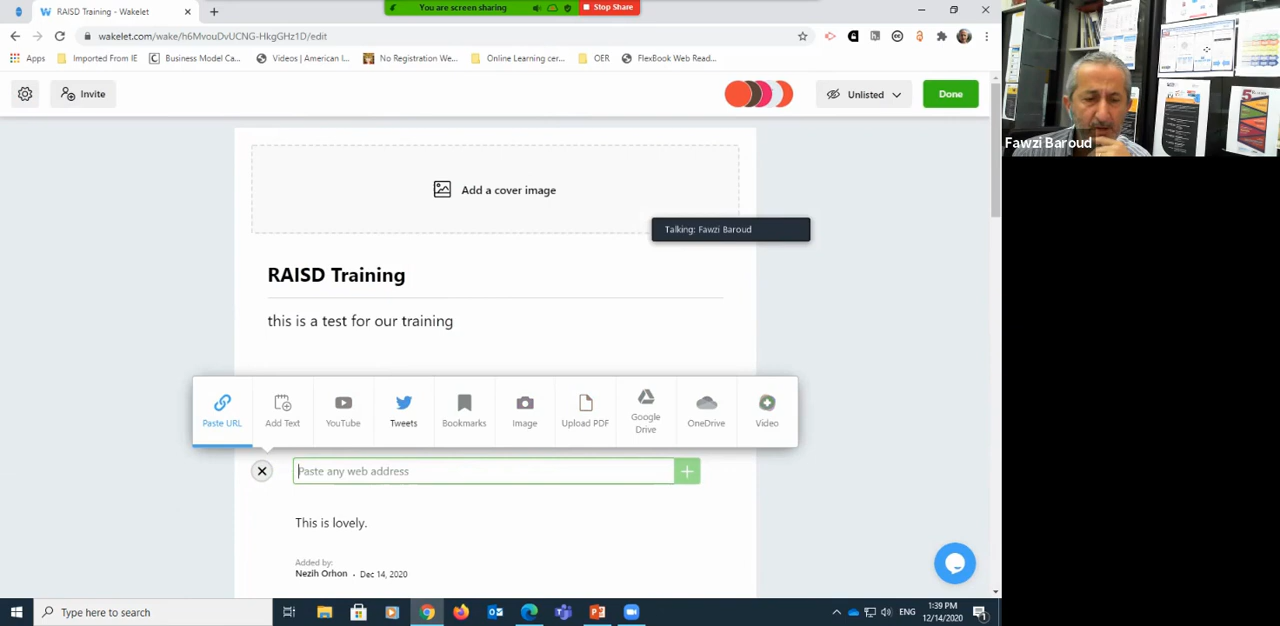 You are screen sharing
Stop Share
RAISD Training - Wakelet
wakelet.com/wake/h6MvouDvUCNG-HkgGHz1D/edit
Apps
Imported From IE
Business Model Ca...
Videos | American I...
No Registration We...
Online Learning cer...
OER
FlexBook Web Read...
Invite
Unlisted
Done
Add a cover image
Talking: Fawzi Baroud
RAISD Training
this is a test for our training
Paste URL
Add Text
YouTube
Tweets
Bookmarks
Image
Upload PDF
Google
Drive
OneDrive
Video
Paste any web address
This is lovely.
Added by:
Nezih Orhon • Dec 14, 2020
Fawzi Baroud
Type here to search
ENG
1:39 PM
12/14/2020